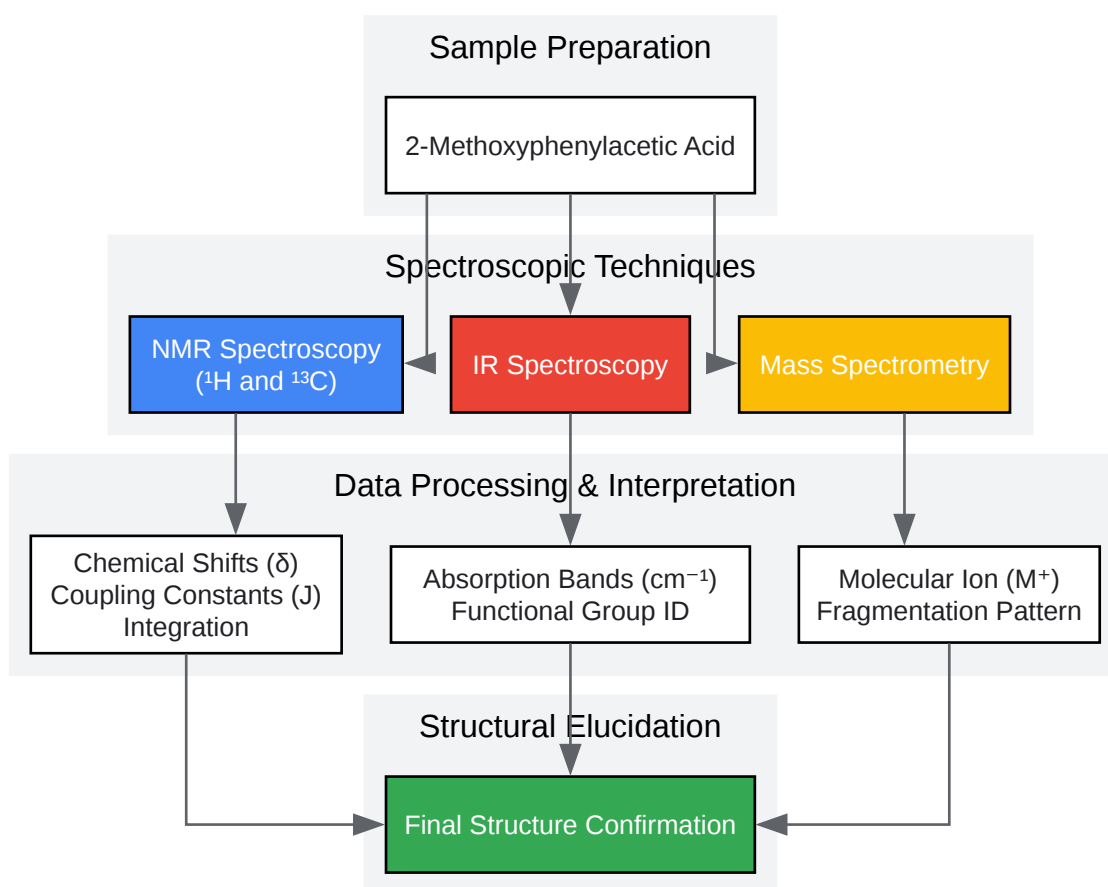 Sample Preparation
2-Methoxyphenylacetic Acid
Spectroscopic Techniques
NMR Spectroscopy
(¹H and ¹³C)
IR Spectroscopy
Mass Spectrometry
Data Processing & Interpretation
Chemical Shifts (δ)
Coupling Constants (J)
Integration
Absorption Bands (cm⁻¹)
Functional Group ID
Molecular Ion (M⁺)
Fragmentation Pattern
Structural Elucidation
Final Structure Confirmation